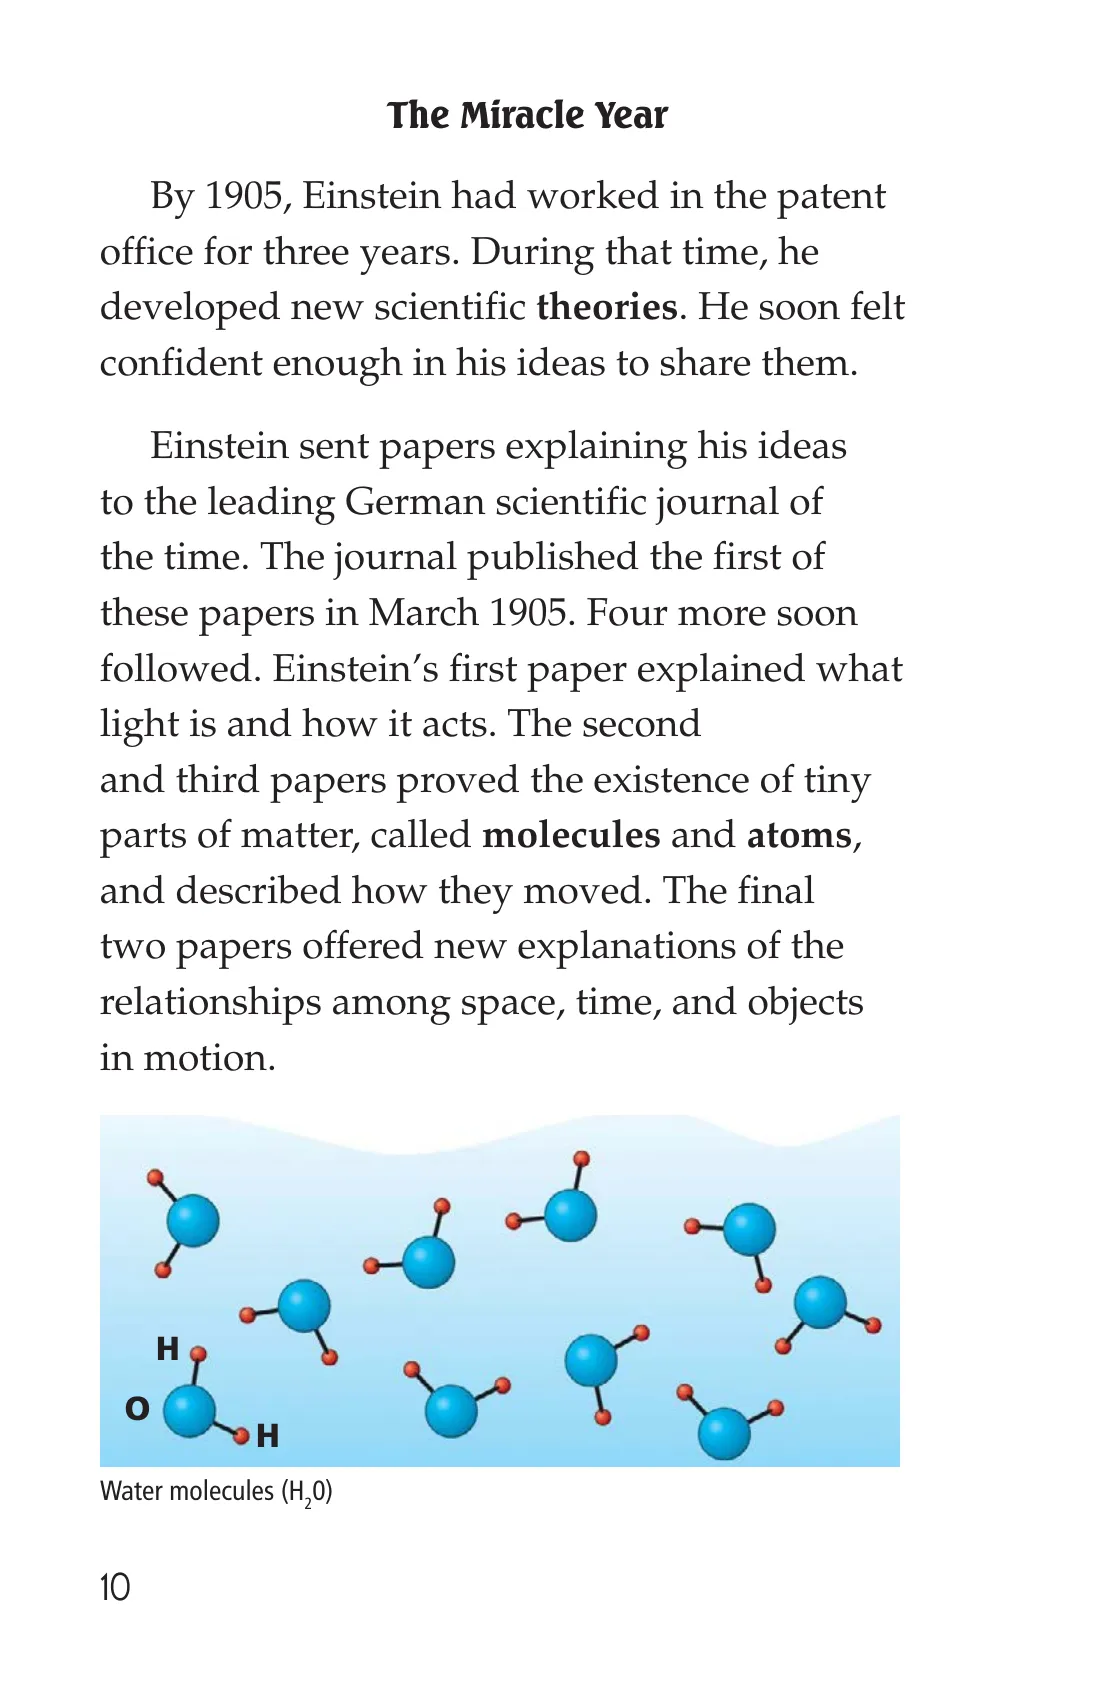 The Miracle Year
By 1905, Einstein had worked in the patent
office for three years. During that time, he
developed new scientific theories. He soon felt
confident enough in his ideas to share them.
Einstein sent papers explaining his ideas
to the leading German scientific journal of
the time. The journal published the first of
these papers in March 1905. Four more soon
followed. Einstein’s first paper explained what
light is and how it acts. The second
and third papers proved the existence of tiny
parts of matter, called molecules and atoms,
and described how they moved. The final
two papers offered new explanations of the
relationships among space, time, and objects
in motion.
H
O
H
Water molecules (H₂0)
10